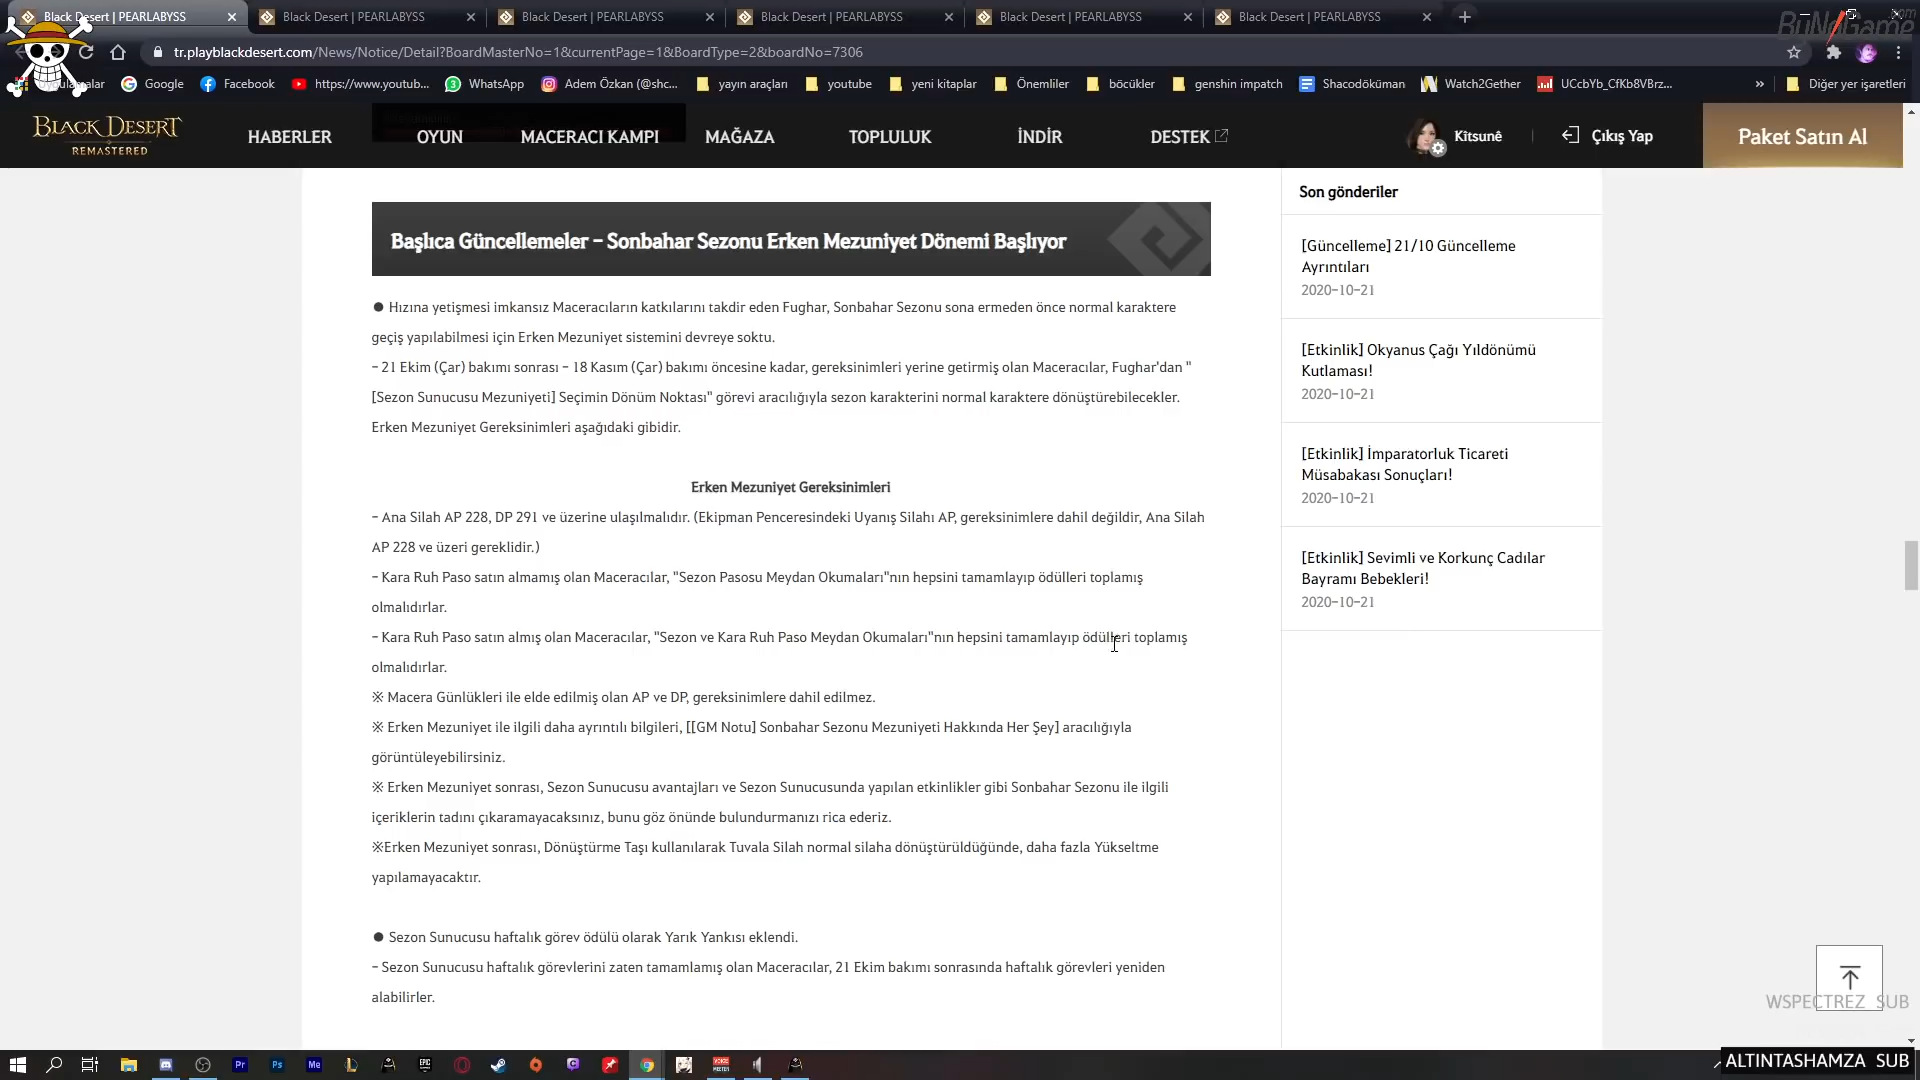 Black Desert | PEARLABYSS
Black Desert | PEARLABYSS
Black Desert | PEARLABYSS
Black Desert | PEARLABYSS
Black Desert | PEARLABYSS
Black Desert | PEARLABYSS
tr.playblackdesert.com/News/Notice/Detail?BoardMasterNo=1&currentPage=1&BoardType=2&boardNo=7306
Google
Facebook
https://www.youtub...
WhatsApp
Adem Özkan (@shc...
yayın araçları
youtube
yeni kitaplar
Önemliler
böcükler
genshin impatch
Shacodöküman
Watch2Gether
UCcbYb_CfKb8VBrz...
»
Diğer yer işaretleri
BLACK DESERT
REMASTERED
HABERLER
OYUN
MACERACI KAMPI
MAĞAZA
TOPLULUK
İNDİR
DESTEK
Kitsunê
Çıkış Yap
Paket Satın Al
Başlıca Güncellemeler – Sonbahar Sezonu Erken Mezuniyet Dönemi Başlıyor
● Hızına yetişmesi imkansız Maceracıların katkılarını takdir eden Fughar, Sonbahar Sezonu sona ermeden önce normal karaktere
geçiş yapılabilmesi için Erken Mezuniyet sistemini devreye soktu.
– 21 Ekim (Çar) bakımı sonrası – 18 Kasım (Çar) bakımı öncesine kadar, gereksinimleri yerine getirmiş olan Maceracılar, Fughar'dan "
[Sezon Sunucusu Mezuniyeti] Seçimin Dönüm Noktası" görevi aracılığıyla sezon karakterini normal karaktere dönüştürebilecekler.
Erken Mezuniyet Gereksinimleri aşağıdaki gibidir.
Erken Mezuniyet Gereksinimleri
– Ana Silah AP 228, DP 291 ve üzerine ulaşılmalıdır. (Ekipman Penceresindeki Uyanış Silahı AP, gereksinimlere dahil değildir, Ana Silah
AP 228 ve üzeri gereklidir.)
– Kara Ruh Paso satın almamış olan Maceracılar, "Sezon Pasosu Meydan Okumaları"nın hepsini tamamlayıp ödülleri toplamış
olmalıdırlar.
– Kara Ruh Paso satın almış olan Maceracılar, "Sezon ve Kara Ruh Paso Meydan Okumaları"nın hepsini tamamlayıp ödülleri toplamış
olmalıdırlar.
※ Macera Günlükleri ile elde edilmiş olan AP ve DP, gereksinimlere dahil edilmez.
※ Erken Mezuniyet ile ilgili daha ayrıntılı bilgileri, [[GM Notu] Sonbahar Sezonu Mezuniyeti Hakkında Her Şey] aracılığıyla
görüntüleyebilirsiniz.
※ Erken Mezuniyet sonrası, Sezon Sunucusu avantajları ve Sezon Sunucusunda yapılan etkinlikler gibi Sonbahar Sezonu ile ilgili
içeriklerin tadını çıkaramayacaksınız, bunu göz önünde bulundurmanızı rica ederiz.
※Erken Mezuniyet sonrası, Dönüştürme Taşı kullanılarak Tuvala Silah normal silaha dönüştürüldüğünde, daha fazla Yükseltme
yapılamayacaktır.
● Sezon Sunucusu haftalık görev ödülü olarak Yarık Yankısı eklendi.
– Sezon Sunucusu haftalık görevlerini zaten tamamlamış olan Maceracılar, 21 Ekim bakımı sonrasında haftalık görevleri yeniden
alabilirler.
Son gönderiler
[Güncelleme] 21/10 Güncelleme
Ayrıntıları
2020-10-21
[Etkinlik] Okyanus Çağı Yıldönümü
Kutlaması!
2020-10-21
[Etkinlik] İmparatorluk Ticareti
Müsabakası Sonuçları!
2020-10-21
[Etkinlik] Sevimli ve Korkunç Cadılar
Bayramı Bebekleri!
2020-10-21
WSPECTREZ SUB
ALTINTASHAMZA SUB
Pr
Ps
Me
EPIC